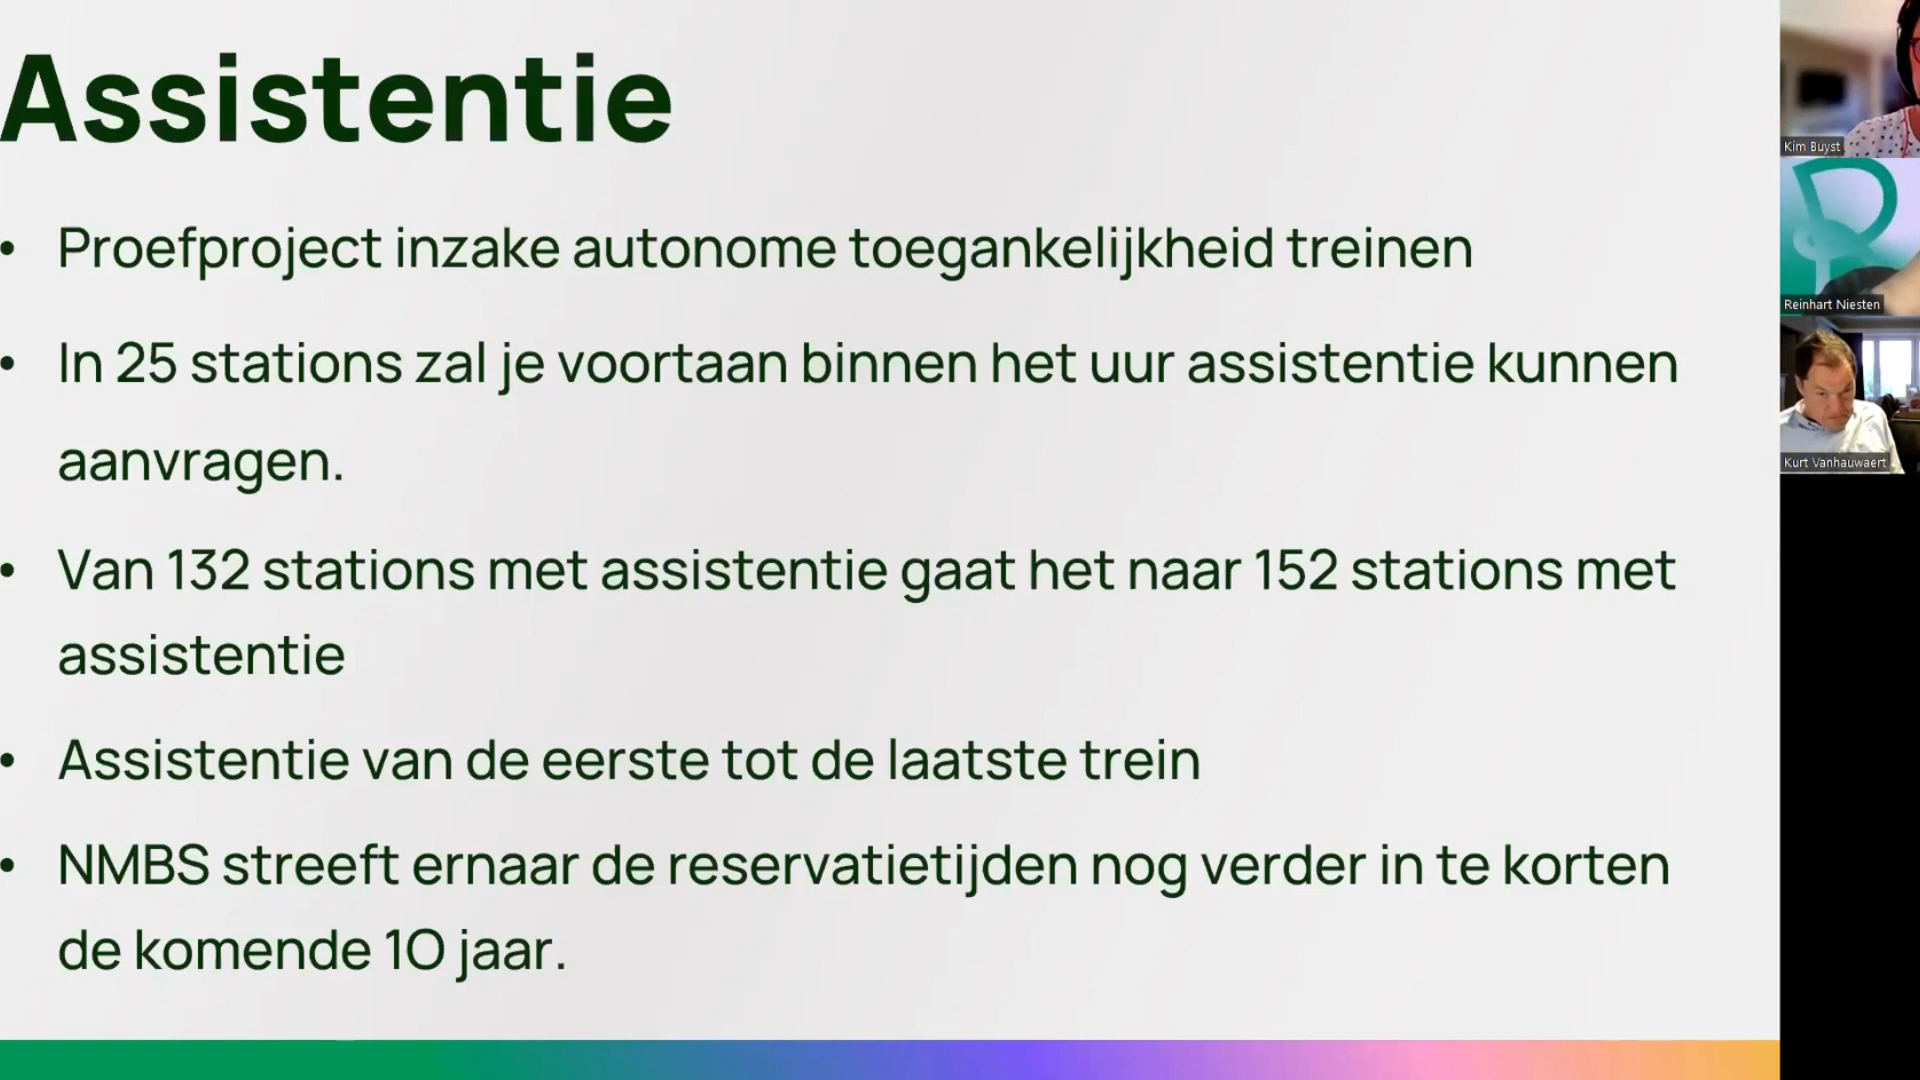 Assistentie
• Proefproject inzake autonome toegankelijkheid treinen
• In 25 stations zal je voortaan binnen het uur assistentie kunnen
aanvragen.
• Van 132 stations met assistentie gaat het naar 152 stations met
assistentie
• Assistentie van de eerste tot de laatste trein
• NMBS streeft ernaar de reservatietijden nog verder in te korten
de komende 10 jaar.
Kim Buyst
Reinhart Niesten
Kurt Vanhauwaert